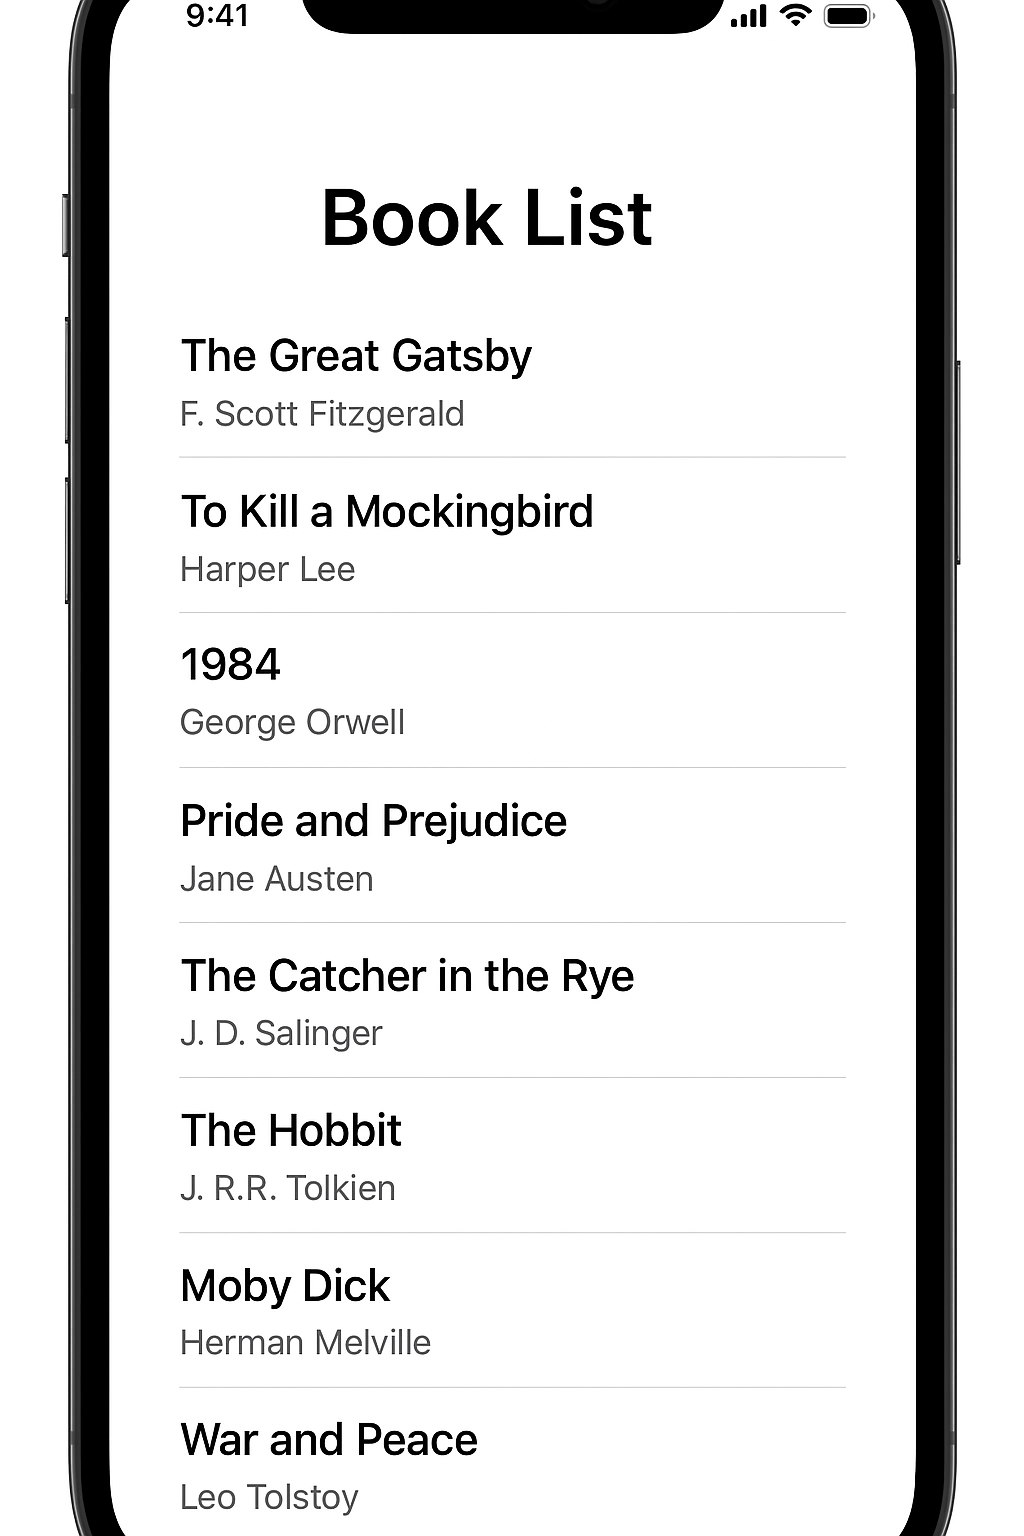 9:41
Book List
The Great Gatsby
F. Scott Fitzgerald
To Kill a Mockingbird
Harper Lee
1984
George Orwell
Pride and Prejudice
Jane Austen
The Catcher in the Rye
J. D. Salinger
The Hobbit
J. R.R. Tolkien
Moby Dick
Herman Melville
War and Peace
Leo Tolstoy